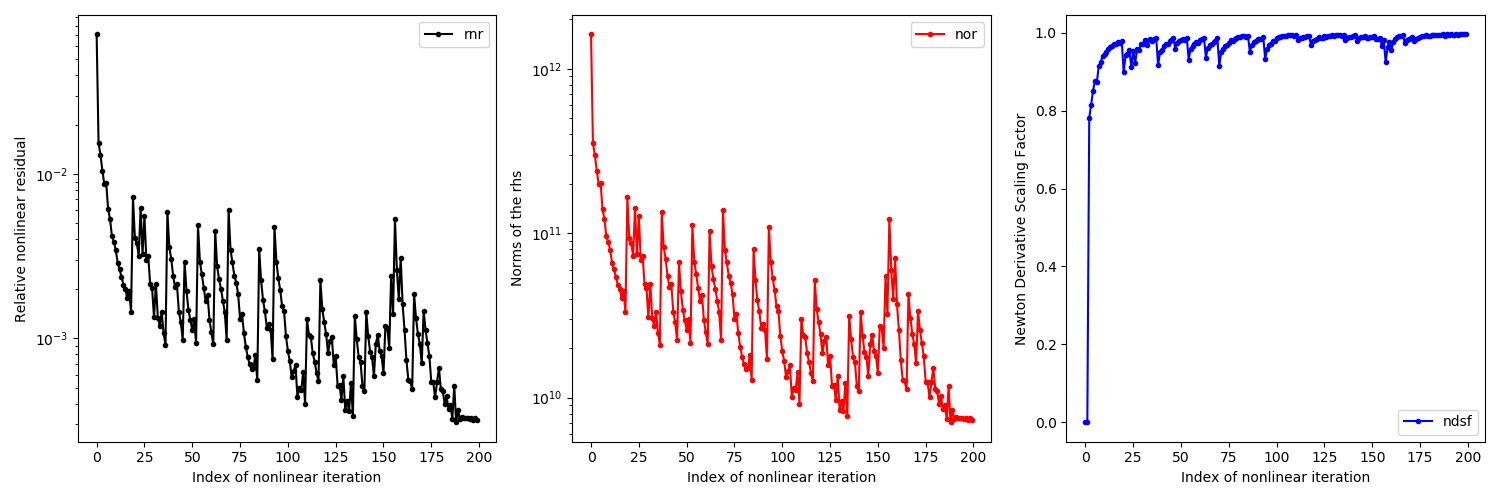 rnr
Relative nonlinear residual
10⁻²
10⁻³
0 25 50 75 100 125 150 175 200
Index of nonlinear iteration
nor
Norms of the rhs
10¹²
10¹¹
10¹⁰
0 25 50 75 100 125 150 175 200
Index of nonlinear iteration
Newton Derivative Scaling Factor
1.0
0.8
0.6
0.4
0.2
0.0
ndsf
0 25 50 75 100 125 150 175 200
Index of nonlinear iteration